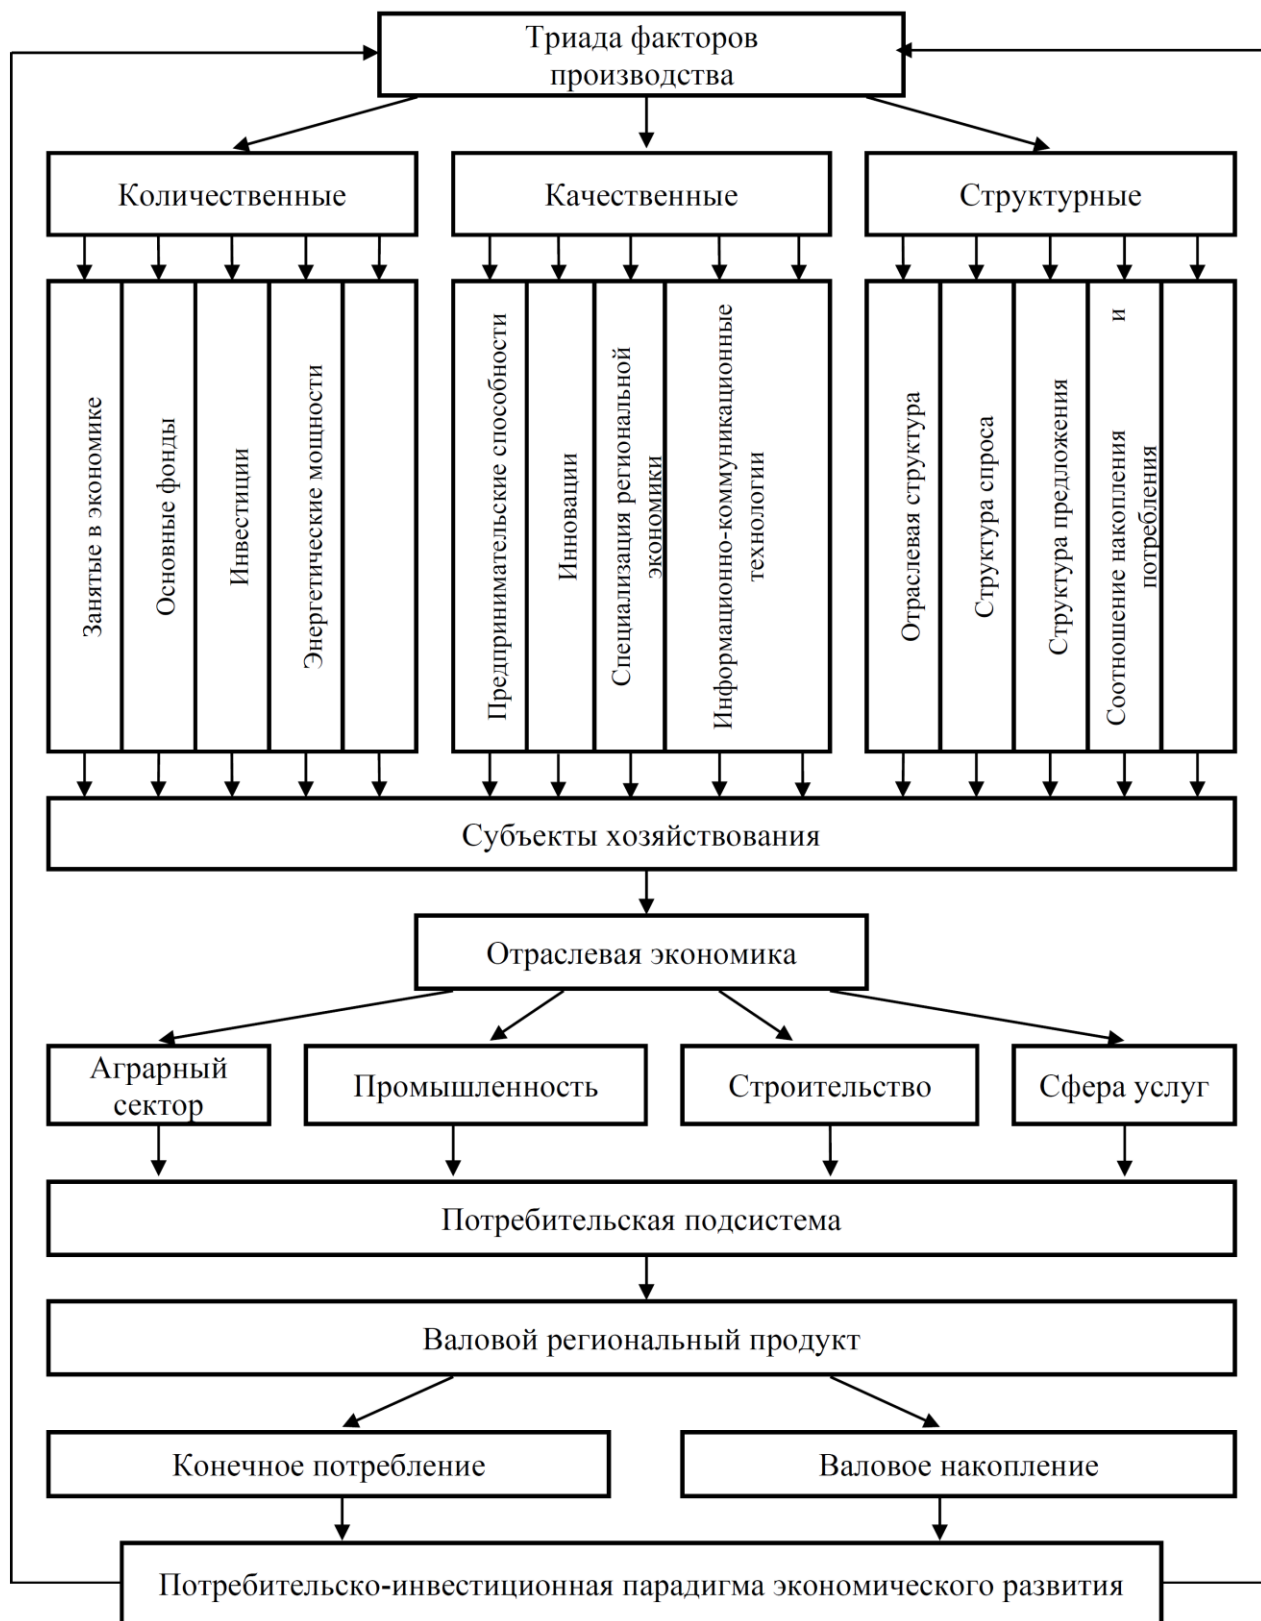 Триада факторов
производства
Количественные
Качественные
Структурные
Занятые в экономике
Основные фонды
Инвестиции
Энергетические мощности
Предпринимательские способности
Инновации
Специализация региональной
экономики
Информационно-коммуникационные
технологии
Отраслевая структура
Структура спроса
Структура предложения
Соотношение накопления и
потребления
Субъекты хозяйствования
Отраслевая экономика
Аграрный
сектор
Промышленность
Строительство
Сфера услуг
Потребительская подсистема
Валовой региональный продукт
Конечное потребление
Валовое накопление
Потребительско-инвестиционная парадигма экономического развития